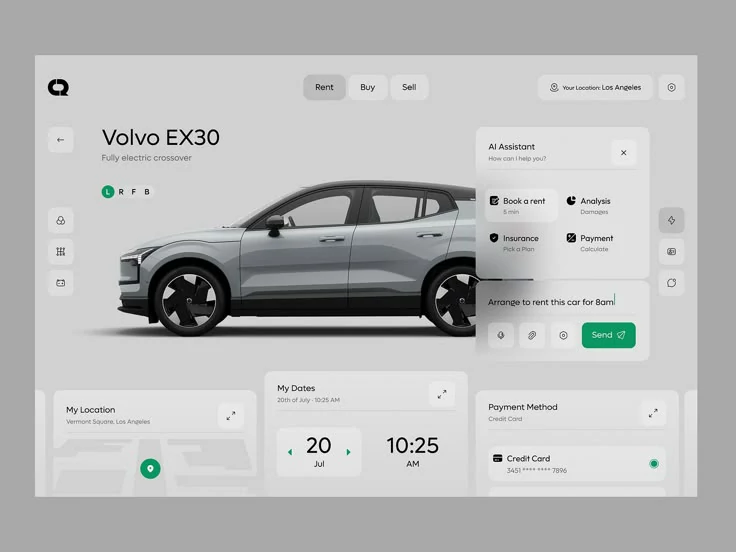 Rent
Buy
Sell
Your Location: Los Angeles
Volvo EX30
Fully electric crossover
L R F B
AI Assistant
How can I help you?
Book a rent
5 min
Analysis
Damages
Insurance
Pick a Plan
Payment
Calculate
Arrange to rent this car for 8am
Send
My Location
Vermont Square, Los Angeles
My Dates
20th of July · 10:25 AM
20
Jul
10:25
AM
Payment Method
Credit Card
Credit Card
3451 **** **** 7896